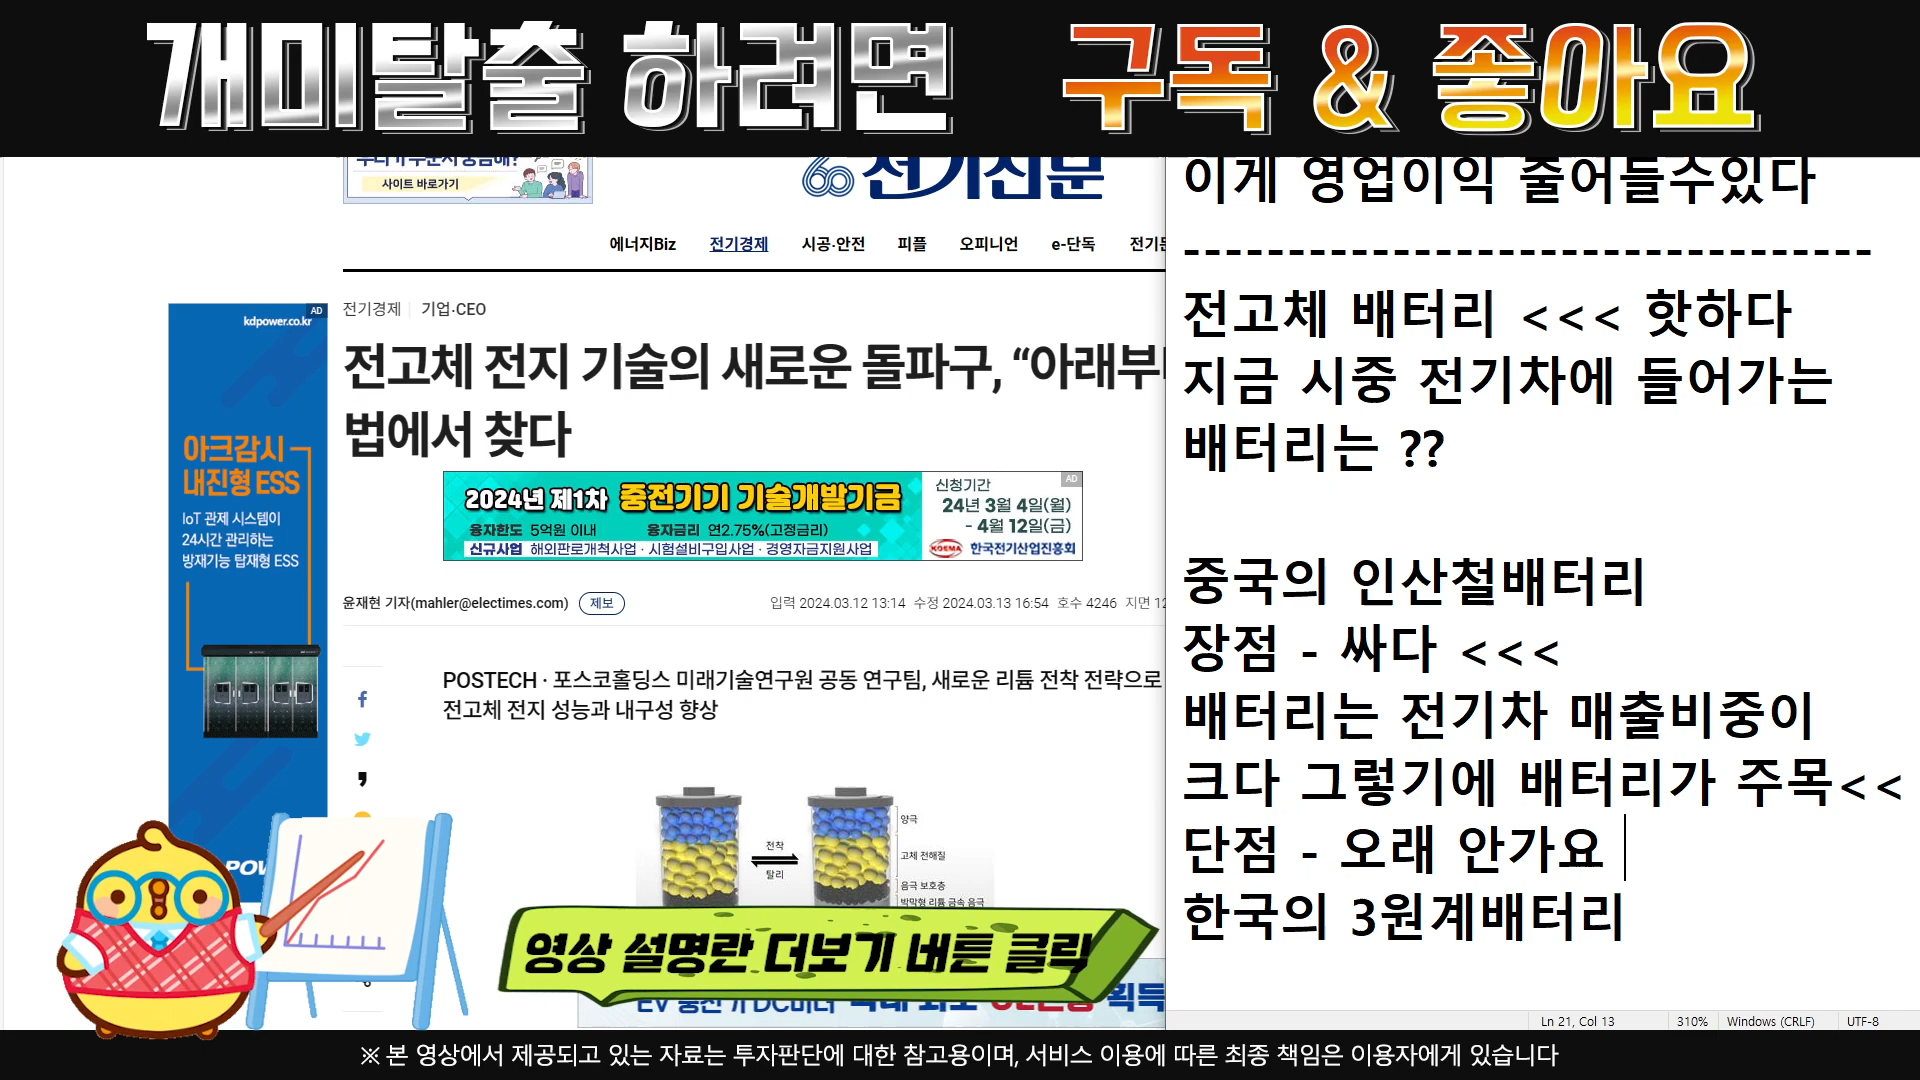 개미탈출 하려면 구독 & 좋아요
사이트 바로가기
60 전기신문
에너지Biz 전기경제 시공·안전 피플 오피니언 e-단독
전기경제 기업·CEO
전고체 전지 기술의 새로운 돌파구, “아래부
법에서 찾다
AD
kdpower.co.kr
아크감시
내진형 ESS
IoT 관제 시스템이
24시간 관리하는
방재기능 탑재형 ESS
2024년 제1차 중전기기 기술개발기금
융자한도 5억원 이내 융자금리 연2.75%(고정금리)
신규사업 해외판로개척사업 · 시험설비구입사업 · 경영자금지원사업
신청기간
24년 3월 4일(월)
- 4월 12일(금)
KOEMA 한국전기산업진흥회
AD
윤재현 기자(mahler@electimes.com) 제보
입력 2024.03.12 13:14 수정 2024.03.13 16:54 호수 4246 지면 12
POSTECH · 포스코홀딩스 미래기술연구원 공동 연구팀, 새로운 리튬 전착 전략으로
전고체 전지 성능과 내구성 향상
전착
탈리
양극
고체 전해질
음극 보호층
박막형 리튬 금속 음극
영상 설명란 더보기 버튼 클릭
이게 영업이익 줄어들수있다
---------------------------------
전고체 배터리 <<< 핫하다
지금 시중 전기차에 들어가는
배터리는 ??
중국의 인산철배터리
장점 - 싸다 <<<
배터리는 전기차 매출비중이
크다 그렇기에 배터리가 주목<<
단점 - 오래 안가요
한국의 3원계배터리
Ln 21, Col 13 310% Windows (CRLF) UTF-8
※ 본 영상에서 제공되고 있는 자료는 투자판단에 대한 참고용이며, 서비스 이용에 따른 최종 책임은 이용자에게 있습니다